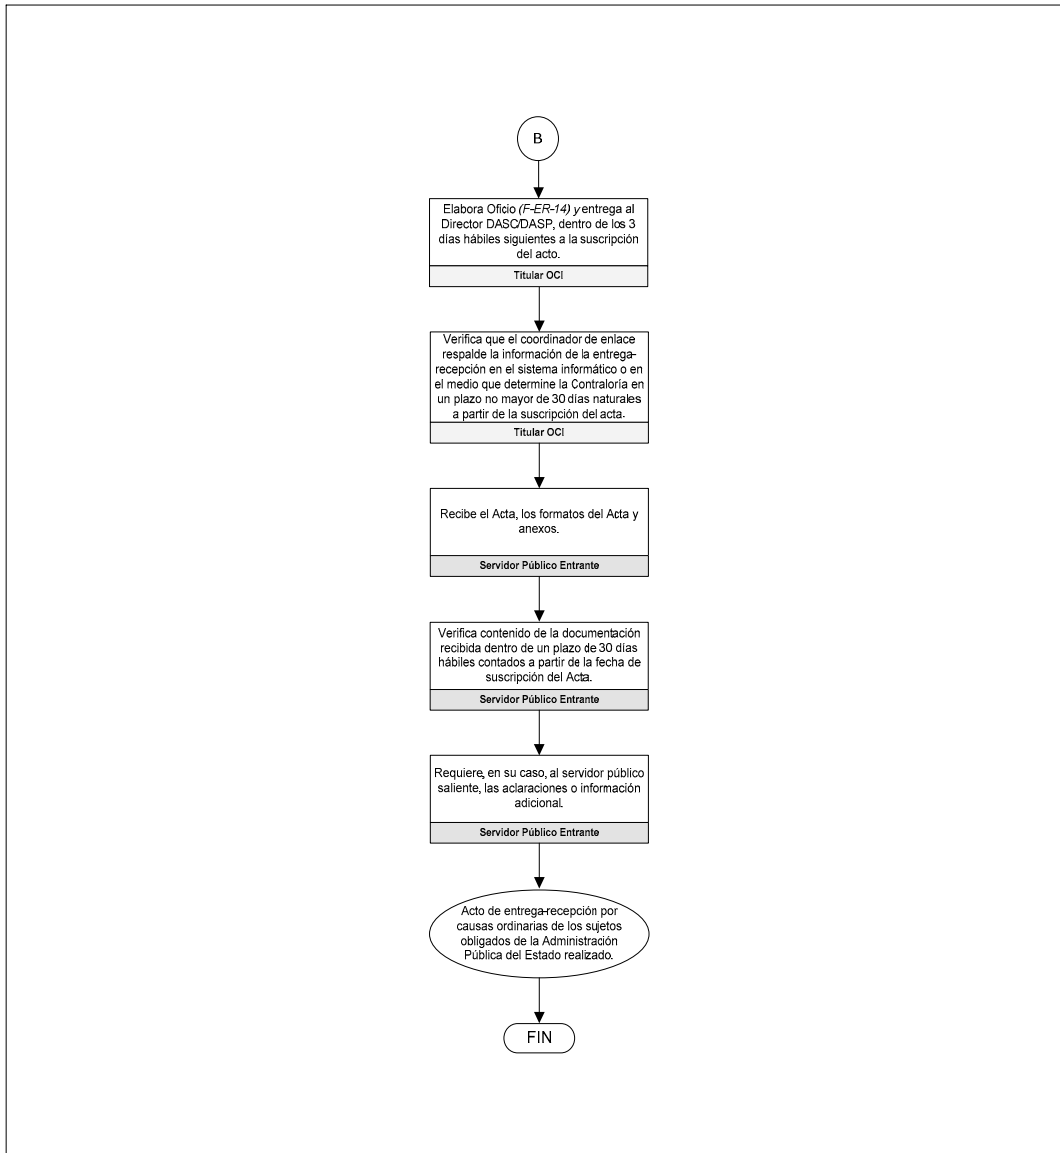 B
Elabora Oficio (F-ER-14) y entrega al
Director DASC/DASP, dentro de los 3
días hábiles siguientes a la suscripción
del acto.
Titular OCI
Verifica que el coordinador de enlace
respalde la información de la entrega-
recepción en el sistema informático o en
el medio que determine la Contraloría en
un plazo no mayor de 30 días naturales
a partir de la suscripción del acta.
Titular OCI
Recibe el Acta, los formatos del Acta y
anexos.
Servidor Público Entrante
Verifica contenido de la documentación
recibida dentro de un plazo de 30 días
hábiles contados a partir de la fecha de
suscripción del Acta.
Servidor Público Entrante
Requiere, en su caso, al servidor público
saliente, las aclaraciones o información
adicional.
Servidor Público Entrante
Acto de entrega-recepción por
causas ordinarias de los sujetos
obligados de la Administración
Pública del Estado realizado.
FIN